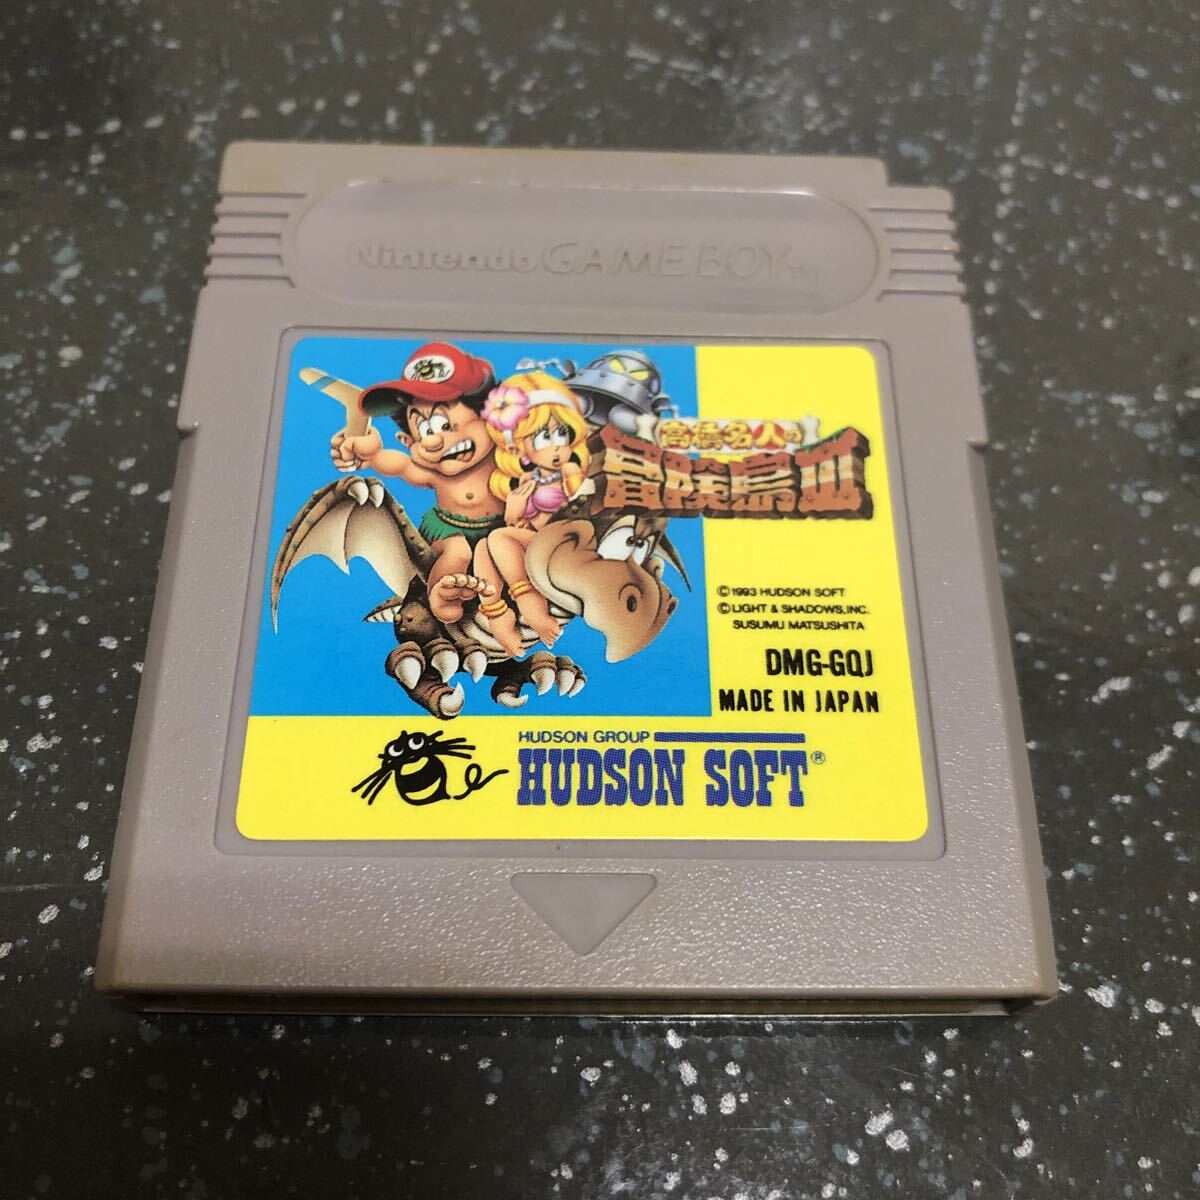 Nintendo GAME BOY TM
高橋名人の
冒険島III
©1993 HUDSON SOFT
©LIGHT & SHADOWS, INC.
SUSUMU MATSUSHITA
DMG-GQJ
MADE IN JAPAN
HUDSON GROUP
HUDSON SOFT®